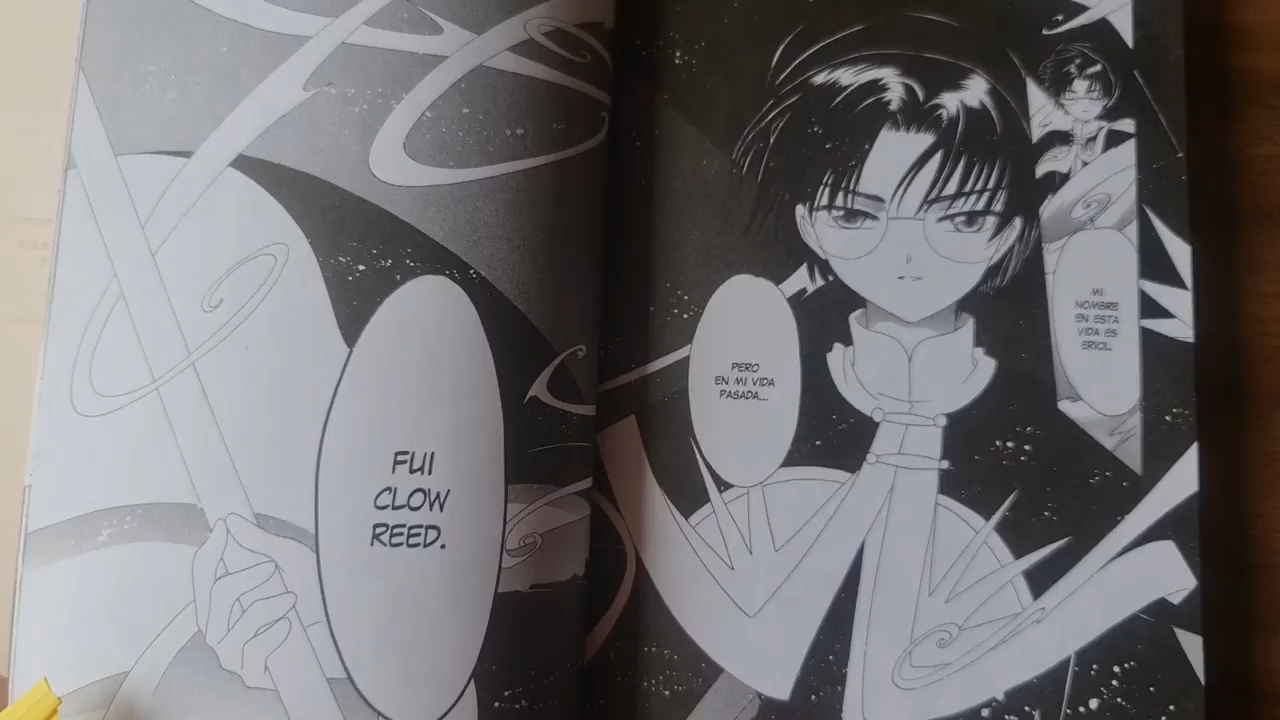 MI
NOMBRE
EN ESTA
VIDA ES
ERIOL.
PERO
EN MI VIDA
PASADA...
FUI
CLOW
REED.